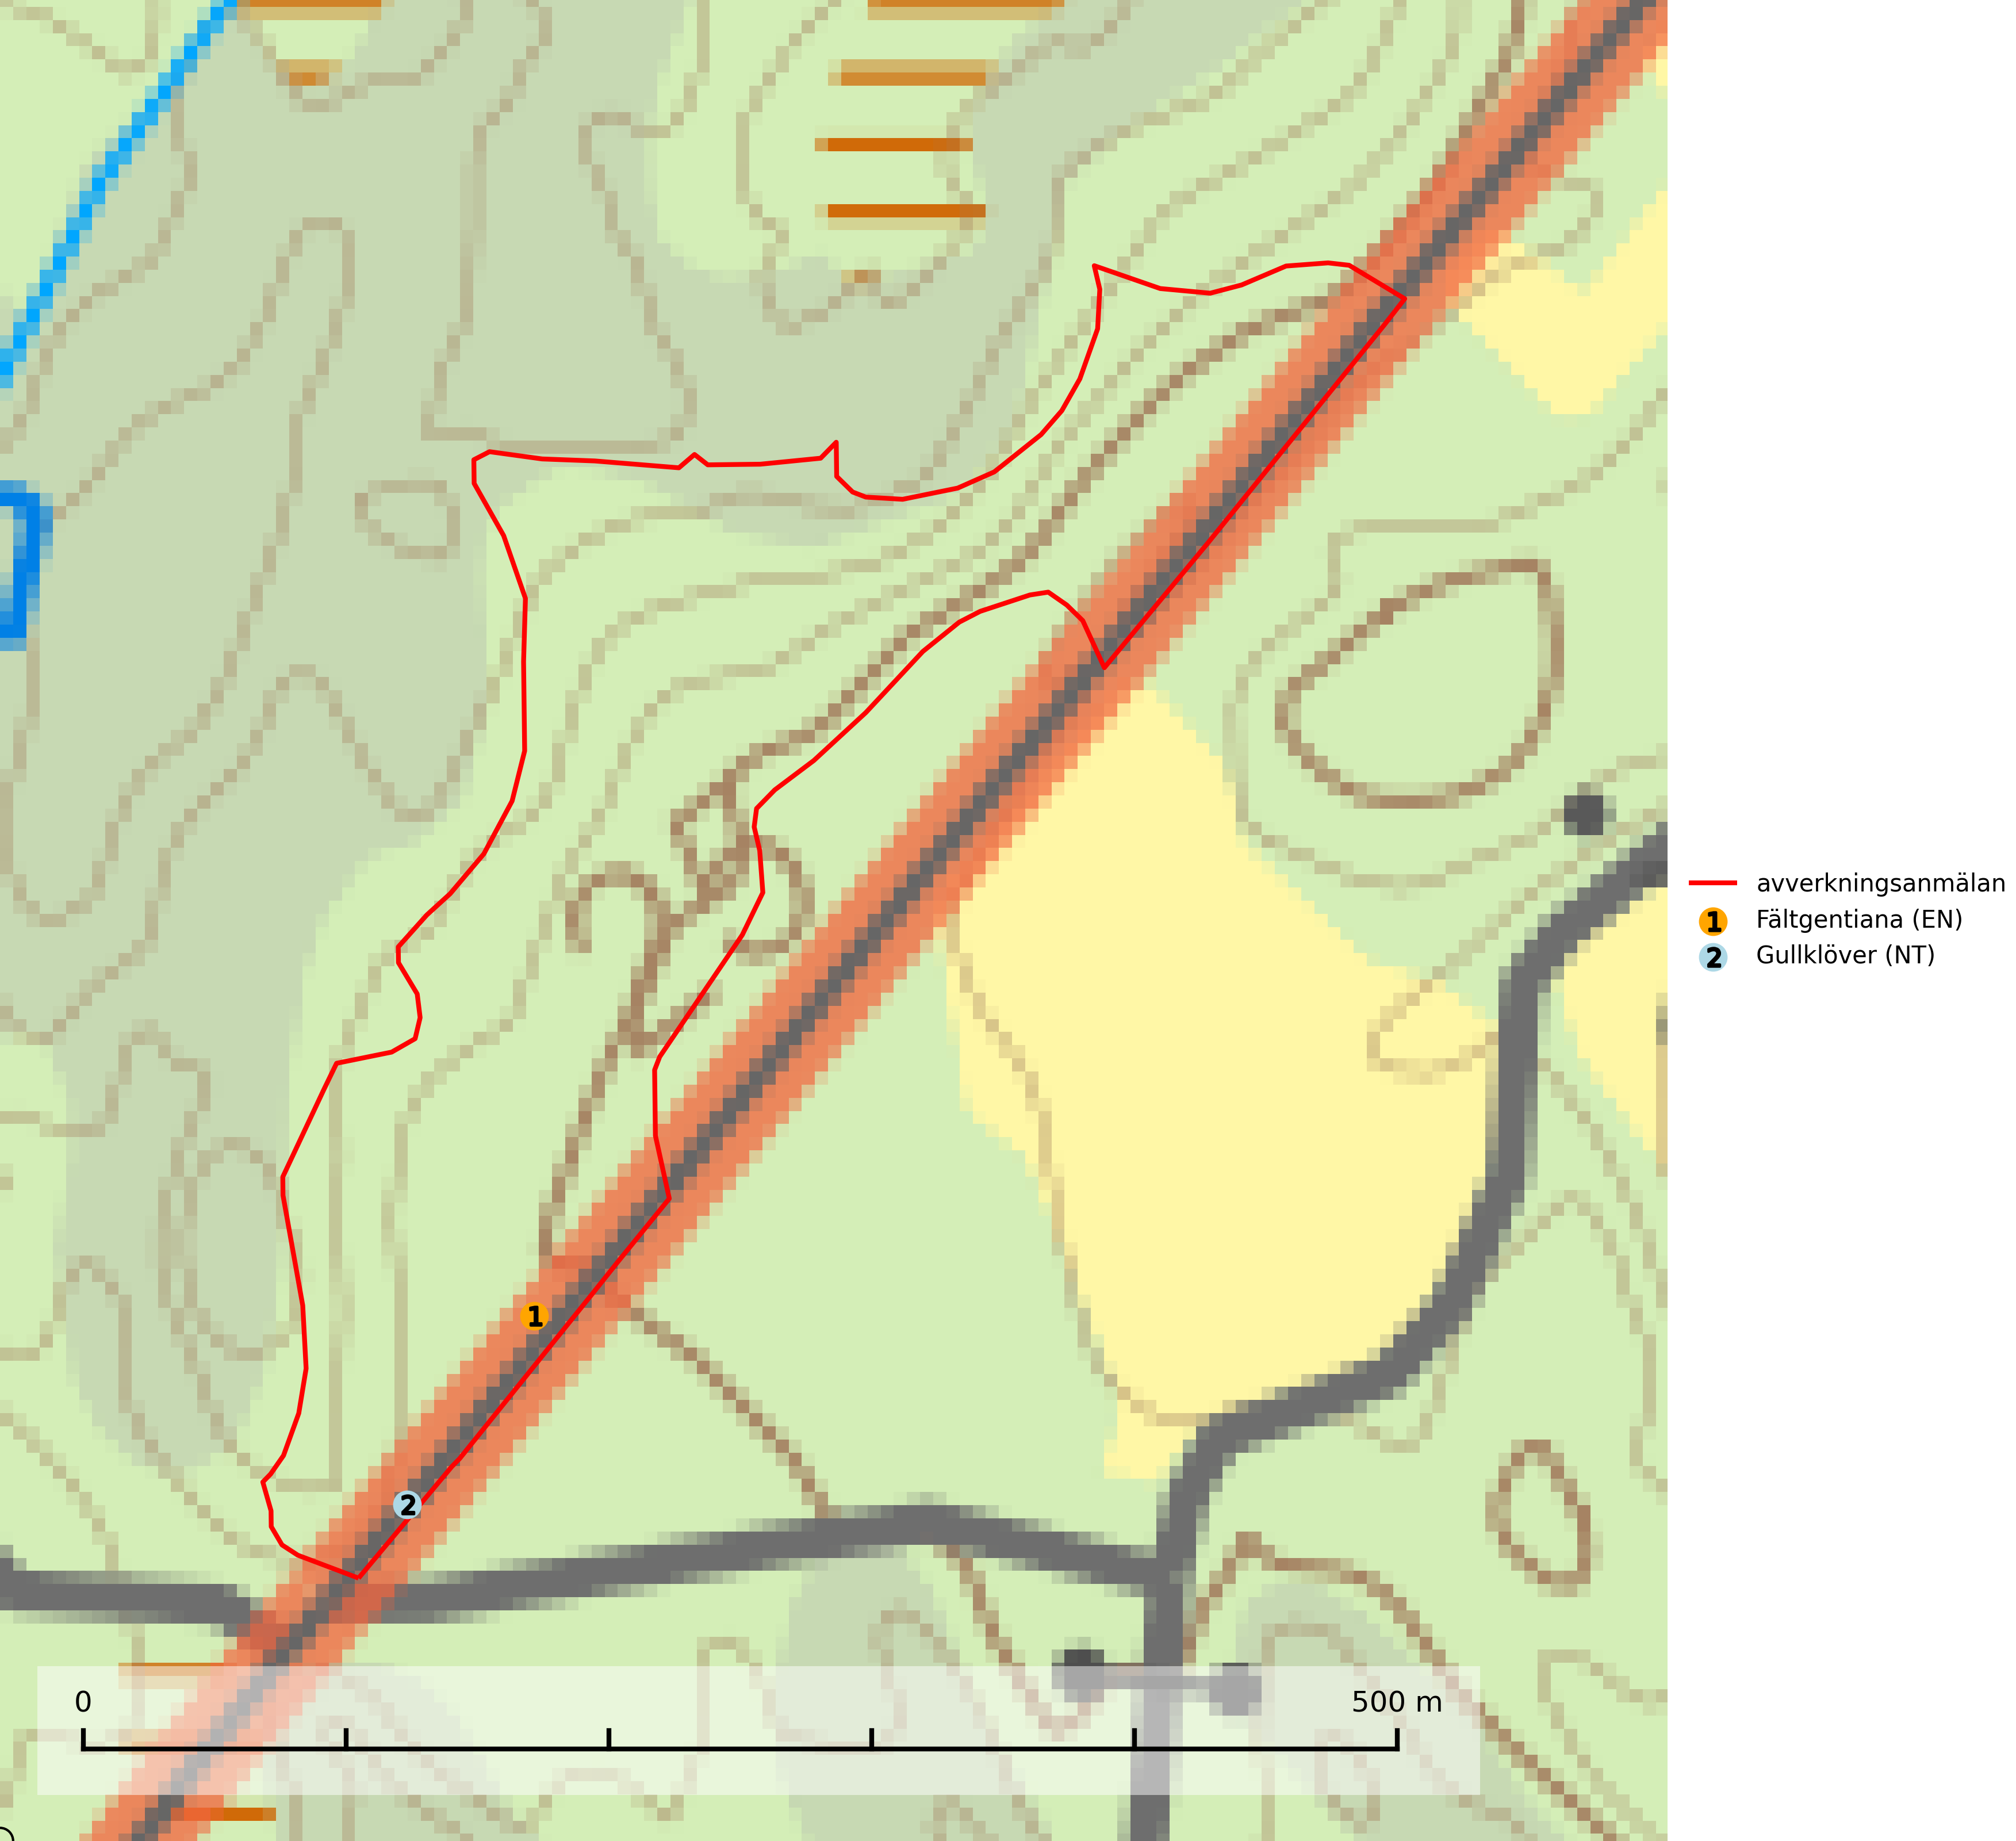 avverkningsanmälan
1 Fältgentiana (EN)
2 Gullklöver (NT)
1
2
0 500 m